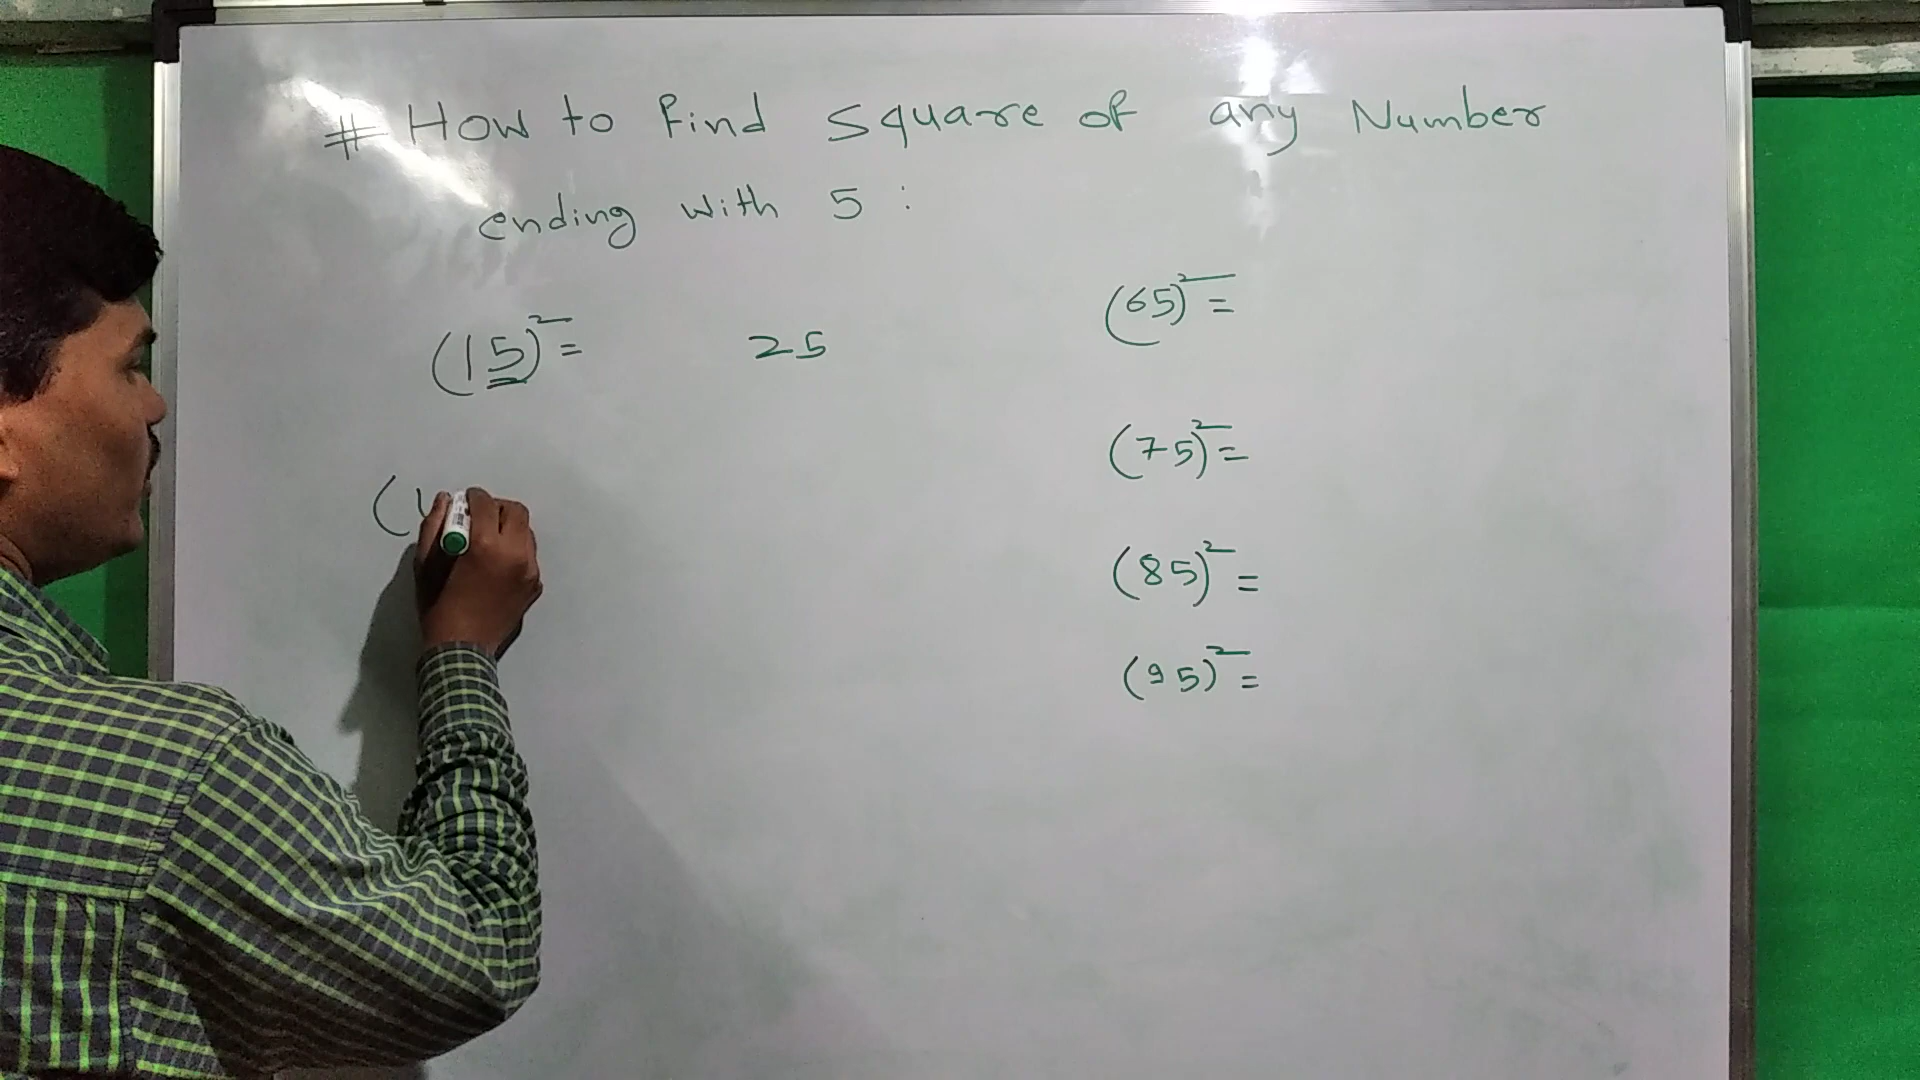 # How to find square of any Number
ending with 5 :
(15)² = 25
(1
(65)² =
(75)² =
(85)² =
(95)² =